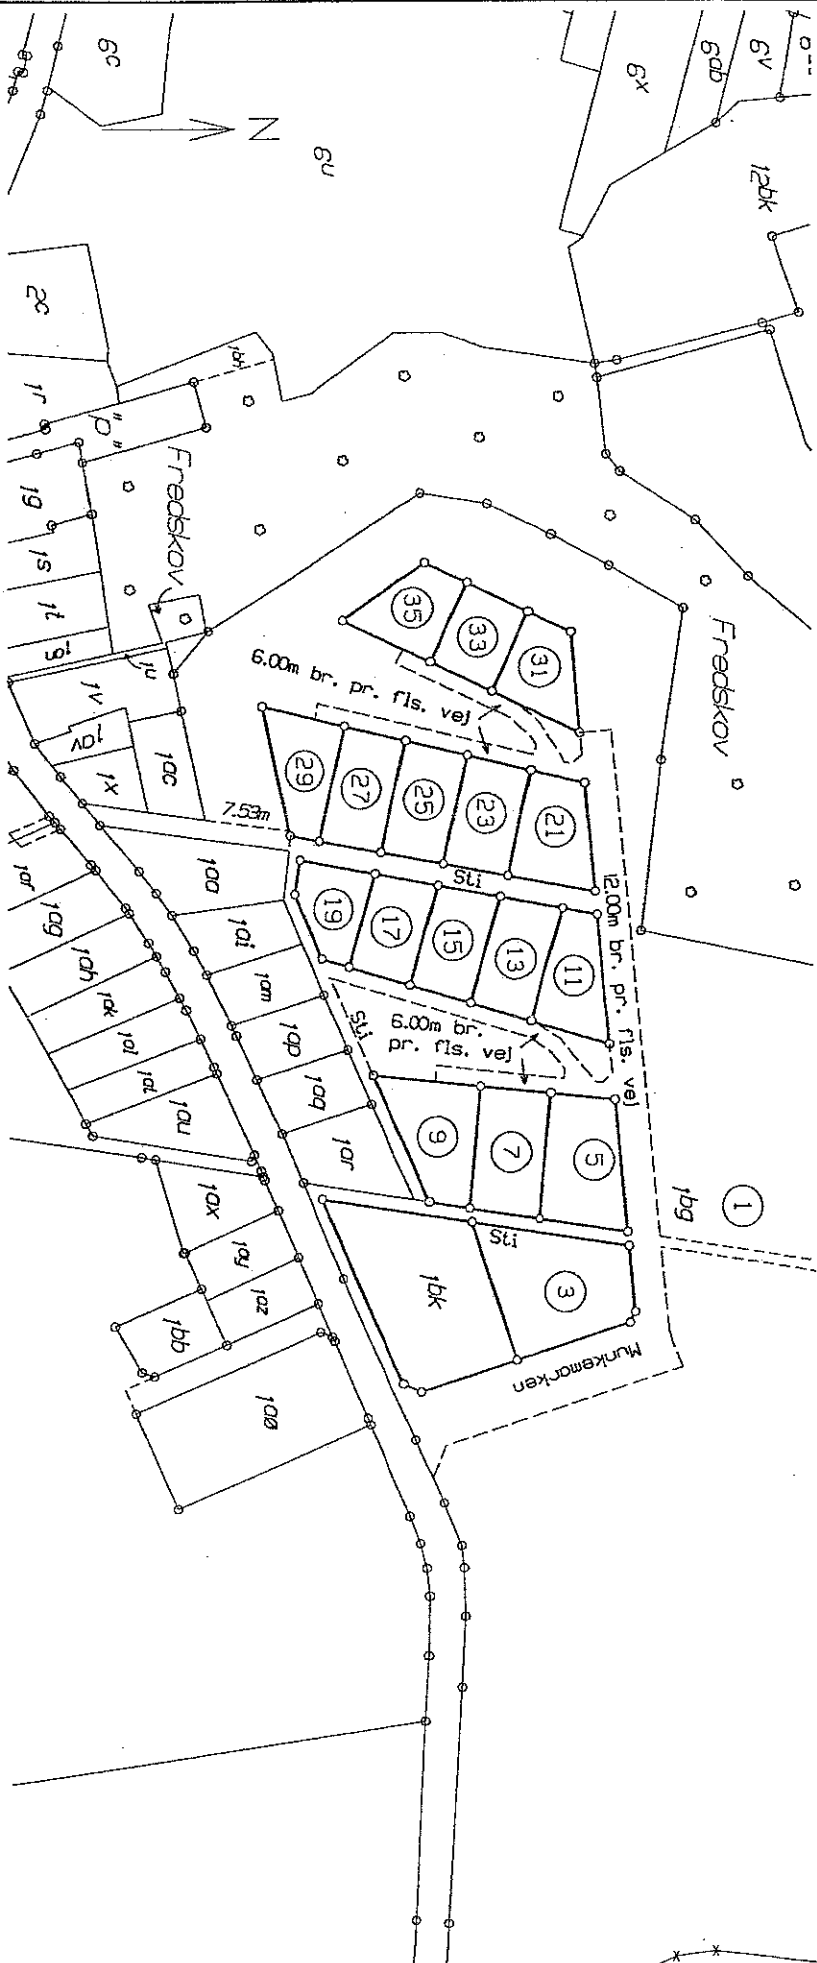 6c
N
6u
6x
6ab
6v
12bk
2c
1r
"p"
1bh
Fredskov
1g
1s
1t
1u
1v
1x
1ac
Fredskov
35
33
31
6.00m br. pr. fls. vej
29
27
25
23
21
7.53m
Sti
12.00m br. pr. fls. vej
19
17
15
13
11
Sti
6.00m br.
pr. fls. vej
9
7
5
1
1bg
Sti
3
1bk
Munkemarken
1ai
1am
1ap
1aq
1ar
1ag
1ah
1ak
1al
1at
1au
1ax
1ay
1az
1bb
1aø